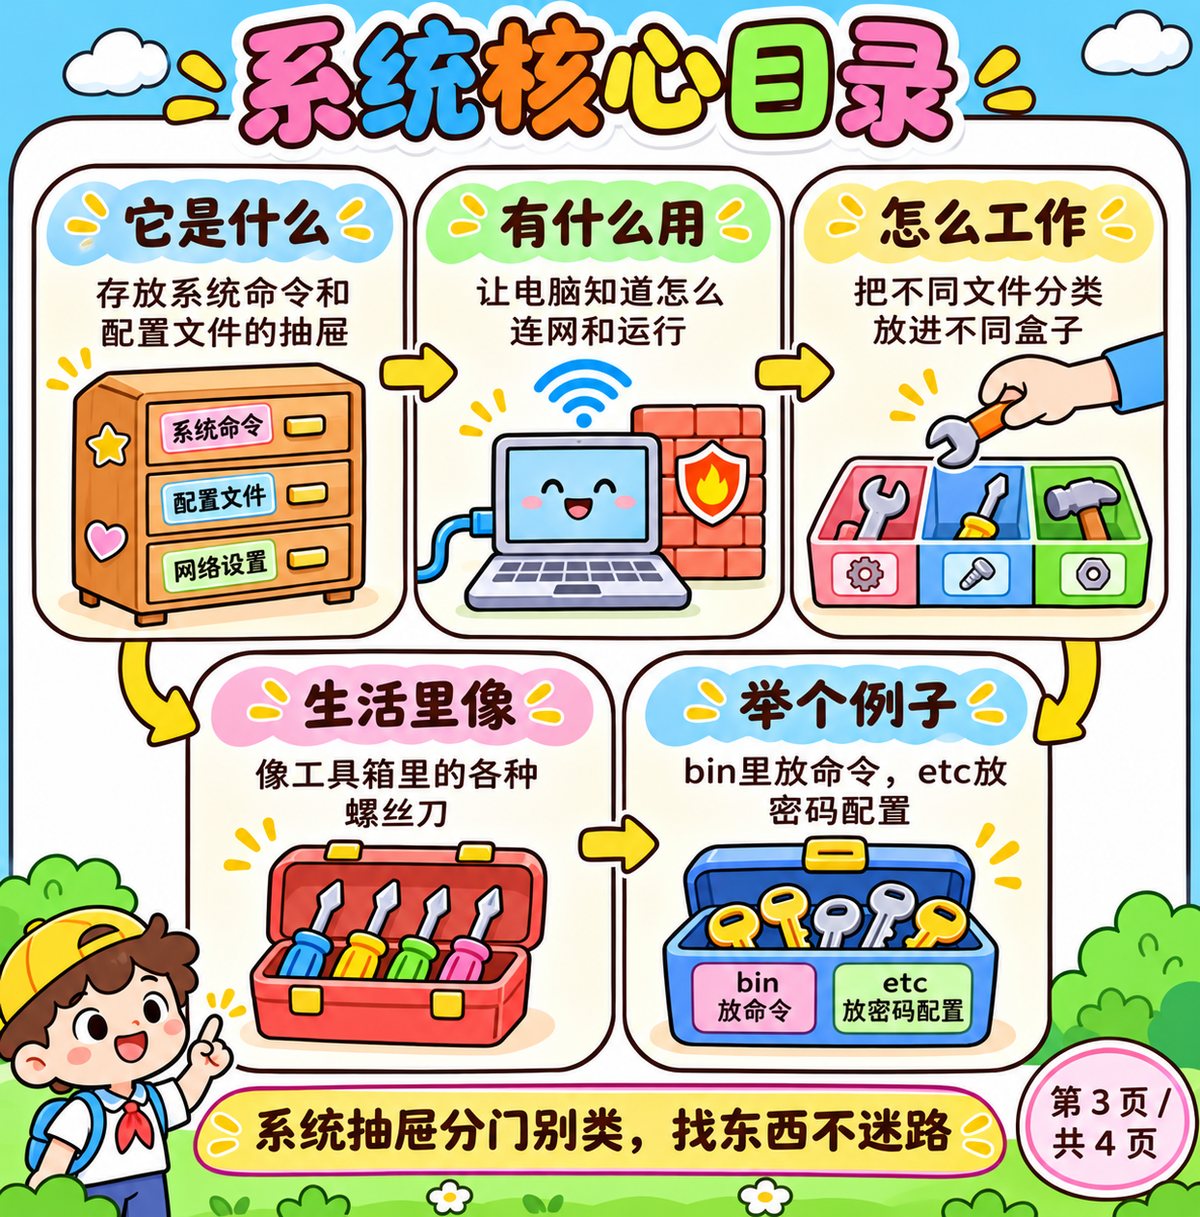 系统核心目录
它是什么
存放系统命令和
配置文件的抽屉
系统命令
配置文件
网络设置
有什么用
让电脑知道怎么
连网和运行
怎么工作
把不同文件分类
放进不同盒子
生活里像
像工具箱里的各种
螺丝刀
举个例子
bin里放命令，etc放
密码配置
bin
放命令
etc
放密码配置
系统抽屉分门别类，找东西不迷路
第3页/
共4页